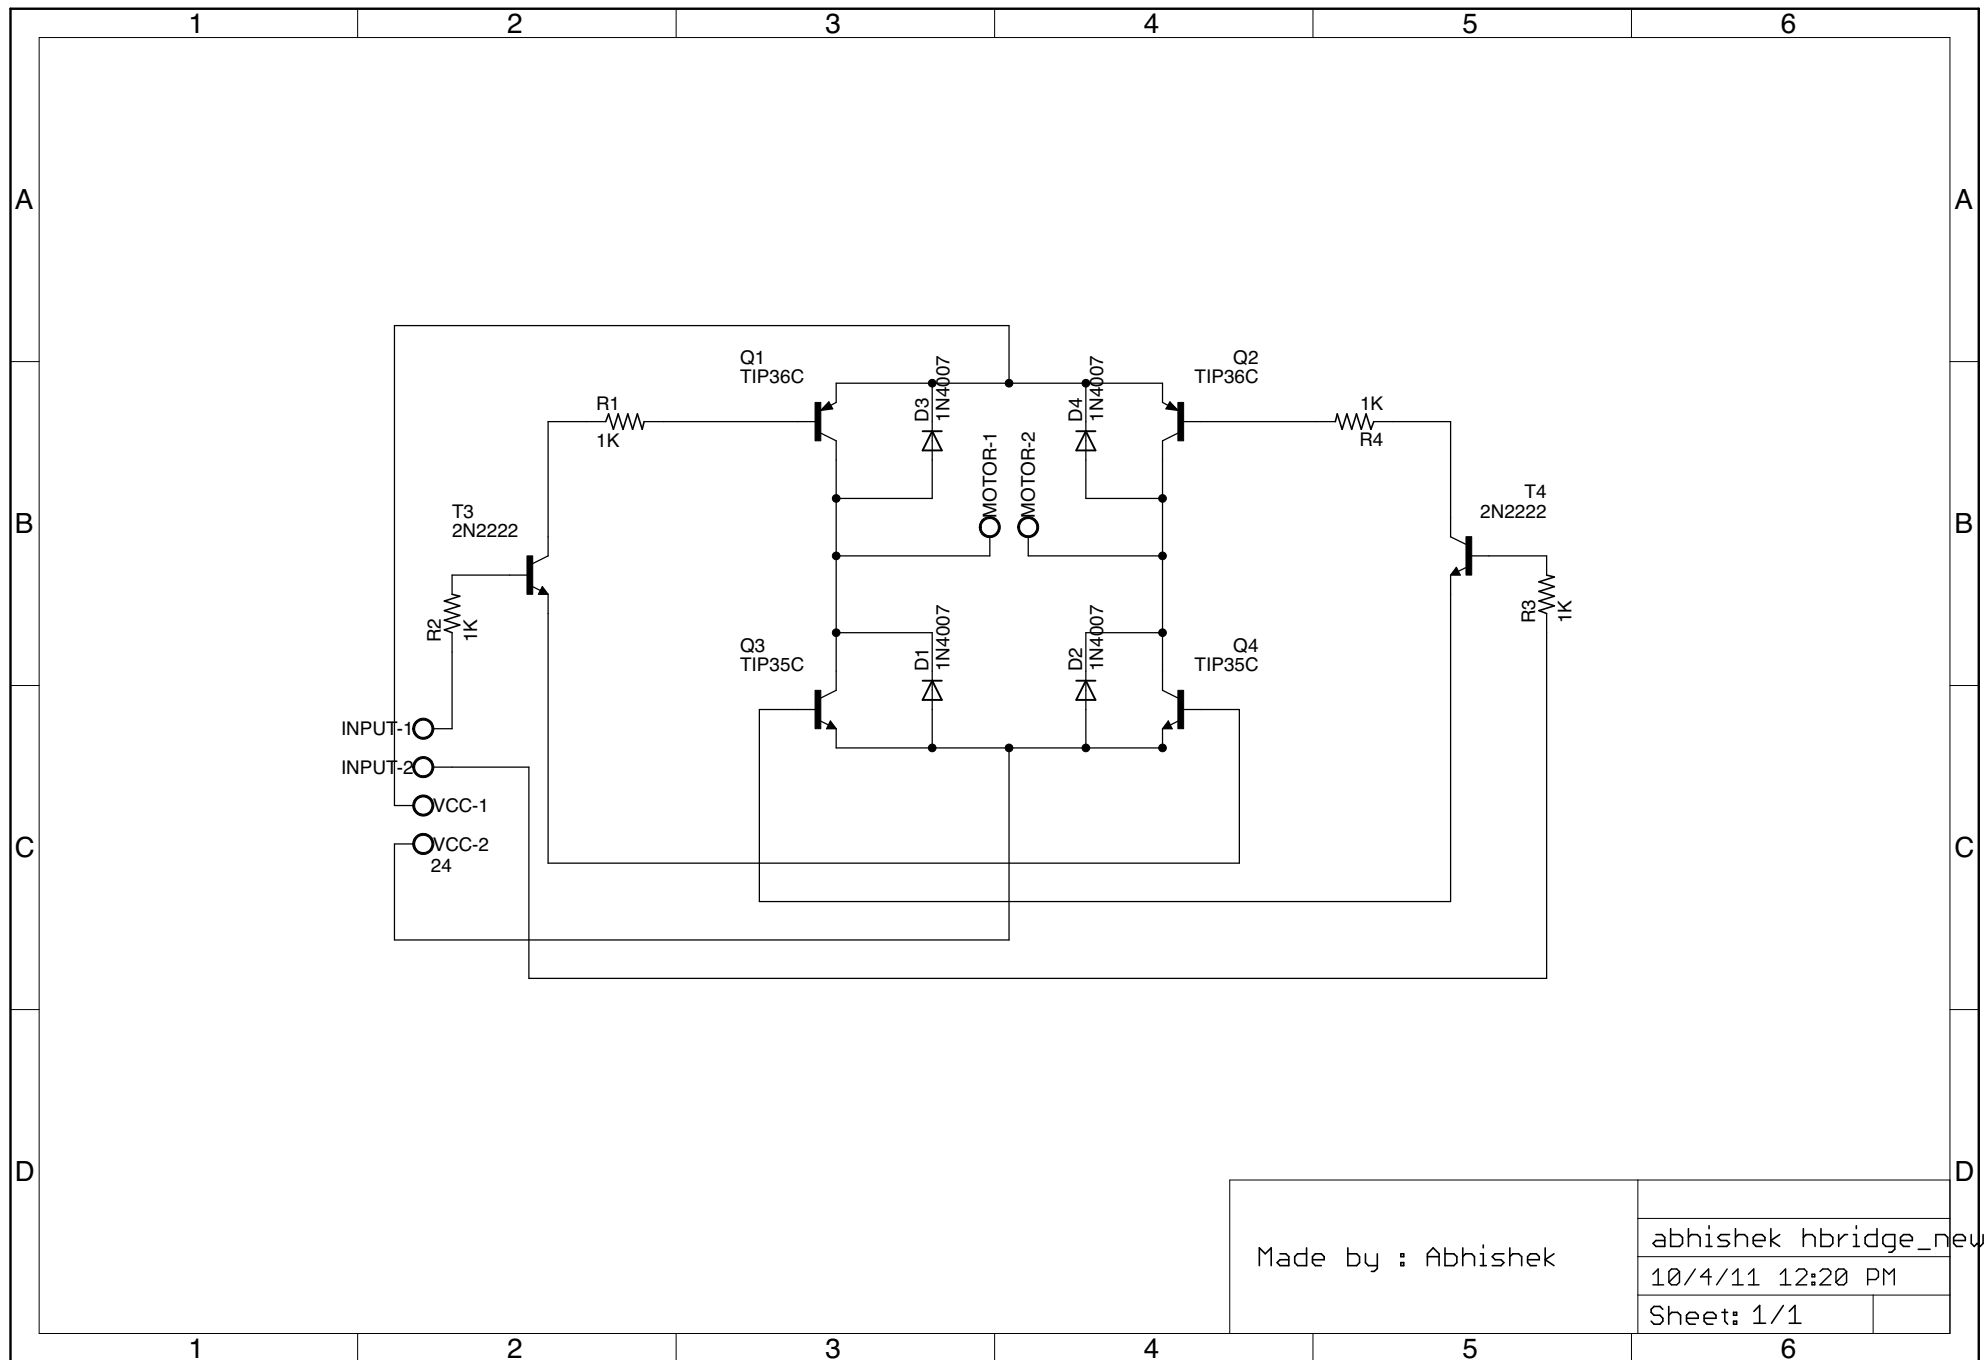 1 2 3 4 5 6
A A
Q1
TIP36C
Q2
TIP36C
D3
1N4007
D4
1N4007
R1
1K
1K
R4
MOTOR-1
MOTOR-2
T3
2N2222
T4
2N2222
B B
R2
1K
R3
1K
Q3
TIP35C
Q4
TIP35C
D1
1N4007
D2
1N4007
INPUT-1
INPUT-2
VCC-1
VCC-2
24
C C
D D
Made by : Abhishek
abhishek hbridge_new
10/4/11 12:20 PM
Sheet: 1/1
1 2 3 4 5 6